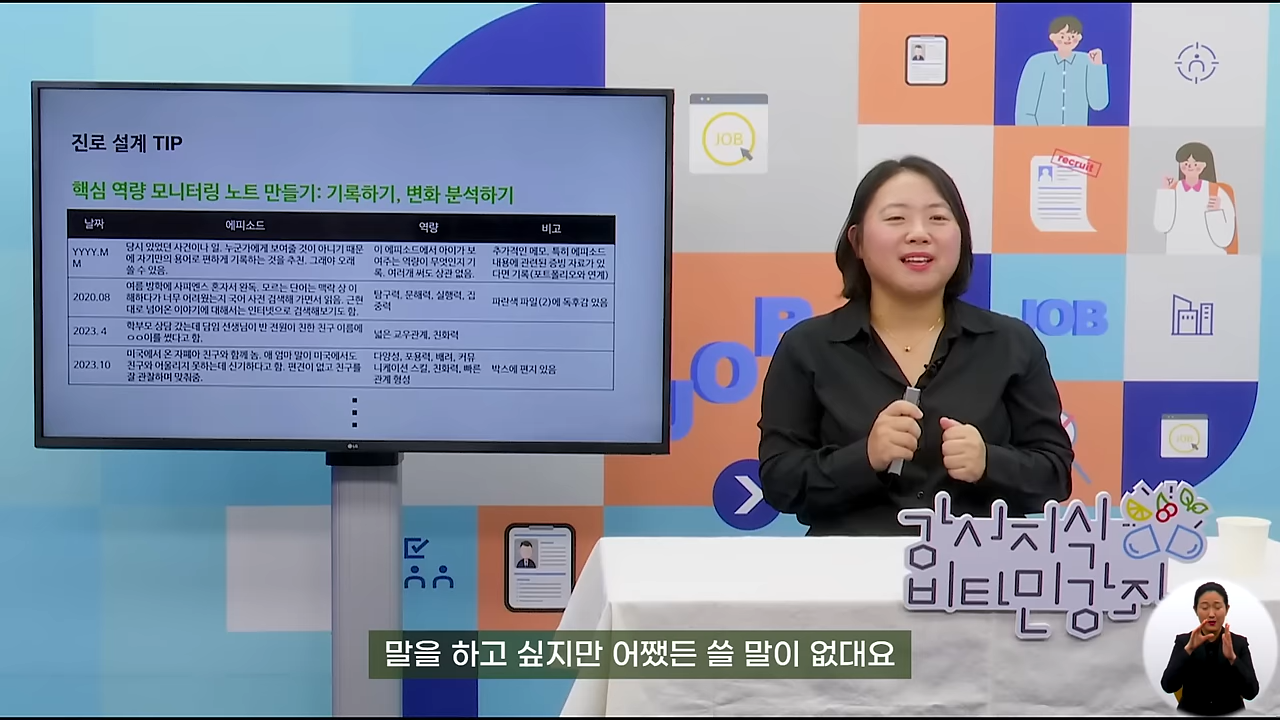 진로 설계 TIP
핵심 역량 모니터링 노트 만들기: 기록하기, 변화 분석하기
날짜 에피소드 역량 비고
YYYY.M
M
당시 있었던 사건이나 일. 누군가에게 보여줄 것이 아니기 때문
에 자기만의 용어로 편하게 기록하는 것을 추천. 그래야 오래
쓸 수 있음.
이 에피소드에서 아이가 보
여주는 역량이 무엇인지 기
록. 여러개 써도 상관 없음.
추가적인 메모. 특히 에피소드
내용에 관련된 증빙 자료가 있
다면 기록(포트폴리오와 연계)
2020.08
여름 방학에 사피엔스 혼자서 완독. 모르는 단어는 맥락 상 이
해하다가 너무 어려웠는지 국어 사전 검색해 가면서 읽음. 근현
대로 넘어온 이야기에 대해서는 인터넷으로 검색해보기도 함.
탐구력, 문해력, 실행력, 집
중력
파란색 파일(2)에 독후감 있음
2023. 4
학부모 상담 갔는데 담임 선생님이 반 전원이 친한 친구 이름에
ㅇㅇ이를 썼다고 함.
넓은 교우관계, 친화력
2023.10
미국에서 온 자폐아 친구와 함께 놈. 얘 엄마 말이 미국에서도
친구와 어울리지 못하는데 신기하다고 함. 편견이 없고 친구를
잘 관찰하며 맞춰줌.
다양성, 포용력, 배려, 커뮤
니케이션 스킬, 친화력, 빠른
관계 형성
박스에 편지 있음
LG
JOB
recruit
JOB
JOB
JOB
감사지식
비타민강좌
말을 하고 싶지만 어쨌든 쓸 말이 없대요